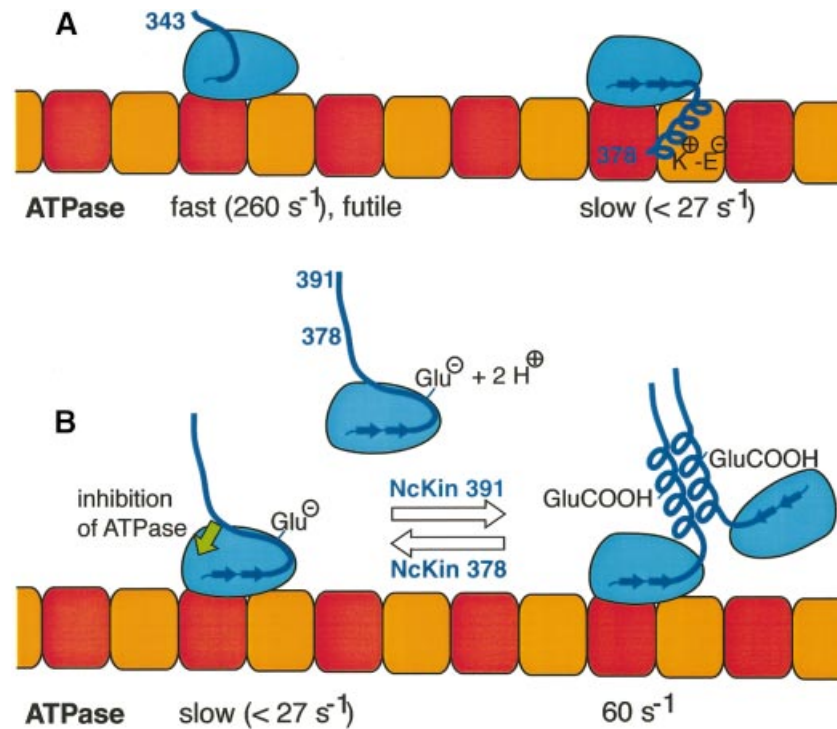 A
343
378
K⊕ -E⊖
ATPase fast (260 s⁻¹), futile slow (< 27 s⁻¹)
391
378
Glu⊖ + 2 H⊕
B
inhibition
of ATPase
Glu⊖
NcKin 391
NcKin 378
GluCOOH
GluCOOH
ATPase slow (< 27 s⁻¹) 60 s⁻¹